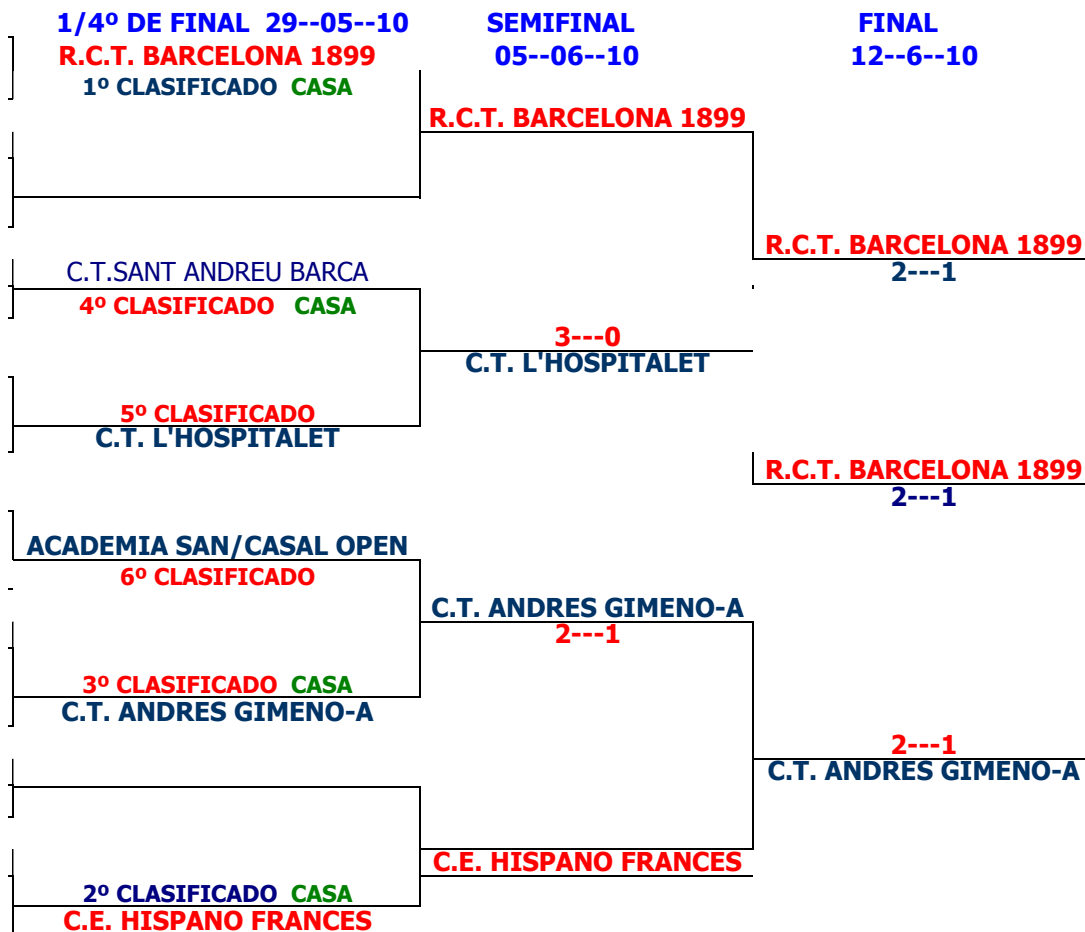 1/4º DE FINAL 29--05--10
R.C.T. BARCELONA 1899
1º CLASIFICADO CASA
C.T.SANT ANDREU BARCA
4º CLASIFICADO CASA
5º CLASIFICADO
C.T. L'HOSPITALET
ACADEMIA SAN/CASAL OPEN
6º CLASIFICADO
3º CLASIFICADO CASA
C.T. ANDRES GIMENO-A
2º CLASIFICADO CASA
C.E. HISPANO FRANCES
SEMIFINAL
05--06--10
R.C.T. BARCELONA 1899
3---0
C.T. L'HOSPITALET
C.T. ANDRES GIMENO-A
2---1
C.E. HISPANO FRANCES
FINAL
12--6--10
R.C.T. BARCELONA 1899
2---1
R.C.T. BARCELONA 1899
2---1
2---1
C.T. ANDRES GIMENO-A